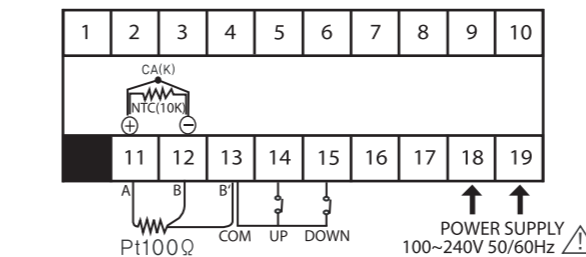 1 2 3 4 5 6 7 8 9 10
CA(K)
NTC(10K)
+ −
11 12 13 14 15 16 17 18 19
A B B'
COM UP DOWN
Pt100Ω
POWER SUPPLY
100~240V 50/60Hz